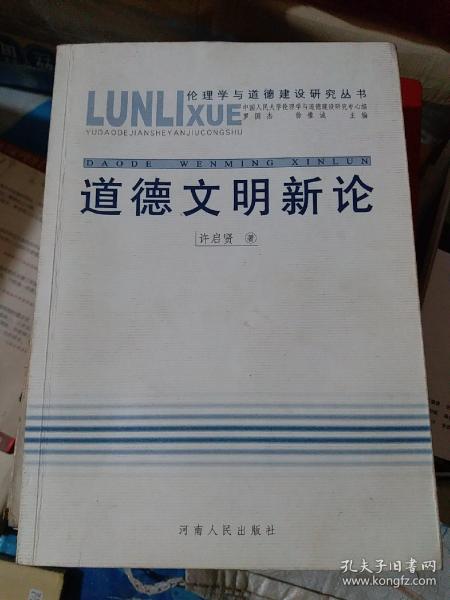 伦理学与道德建设研究丛书
LUNLIXUE
中国人民大学伦理学与道德建设研究中心编
罗国杰 徐惟诚 主编
YUDAODEJIANSHEYANJIUCONGSHU
DAODE WENMING XINLUN
道德文明新论
许启贤 著
河南人民出版社
孔夫子旧书网
www.kongfz.com